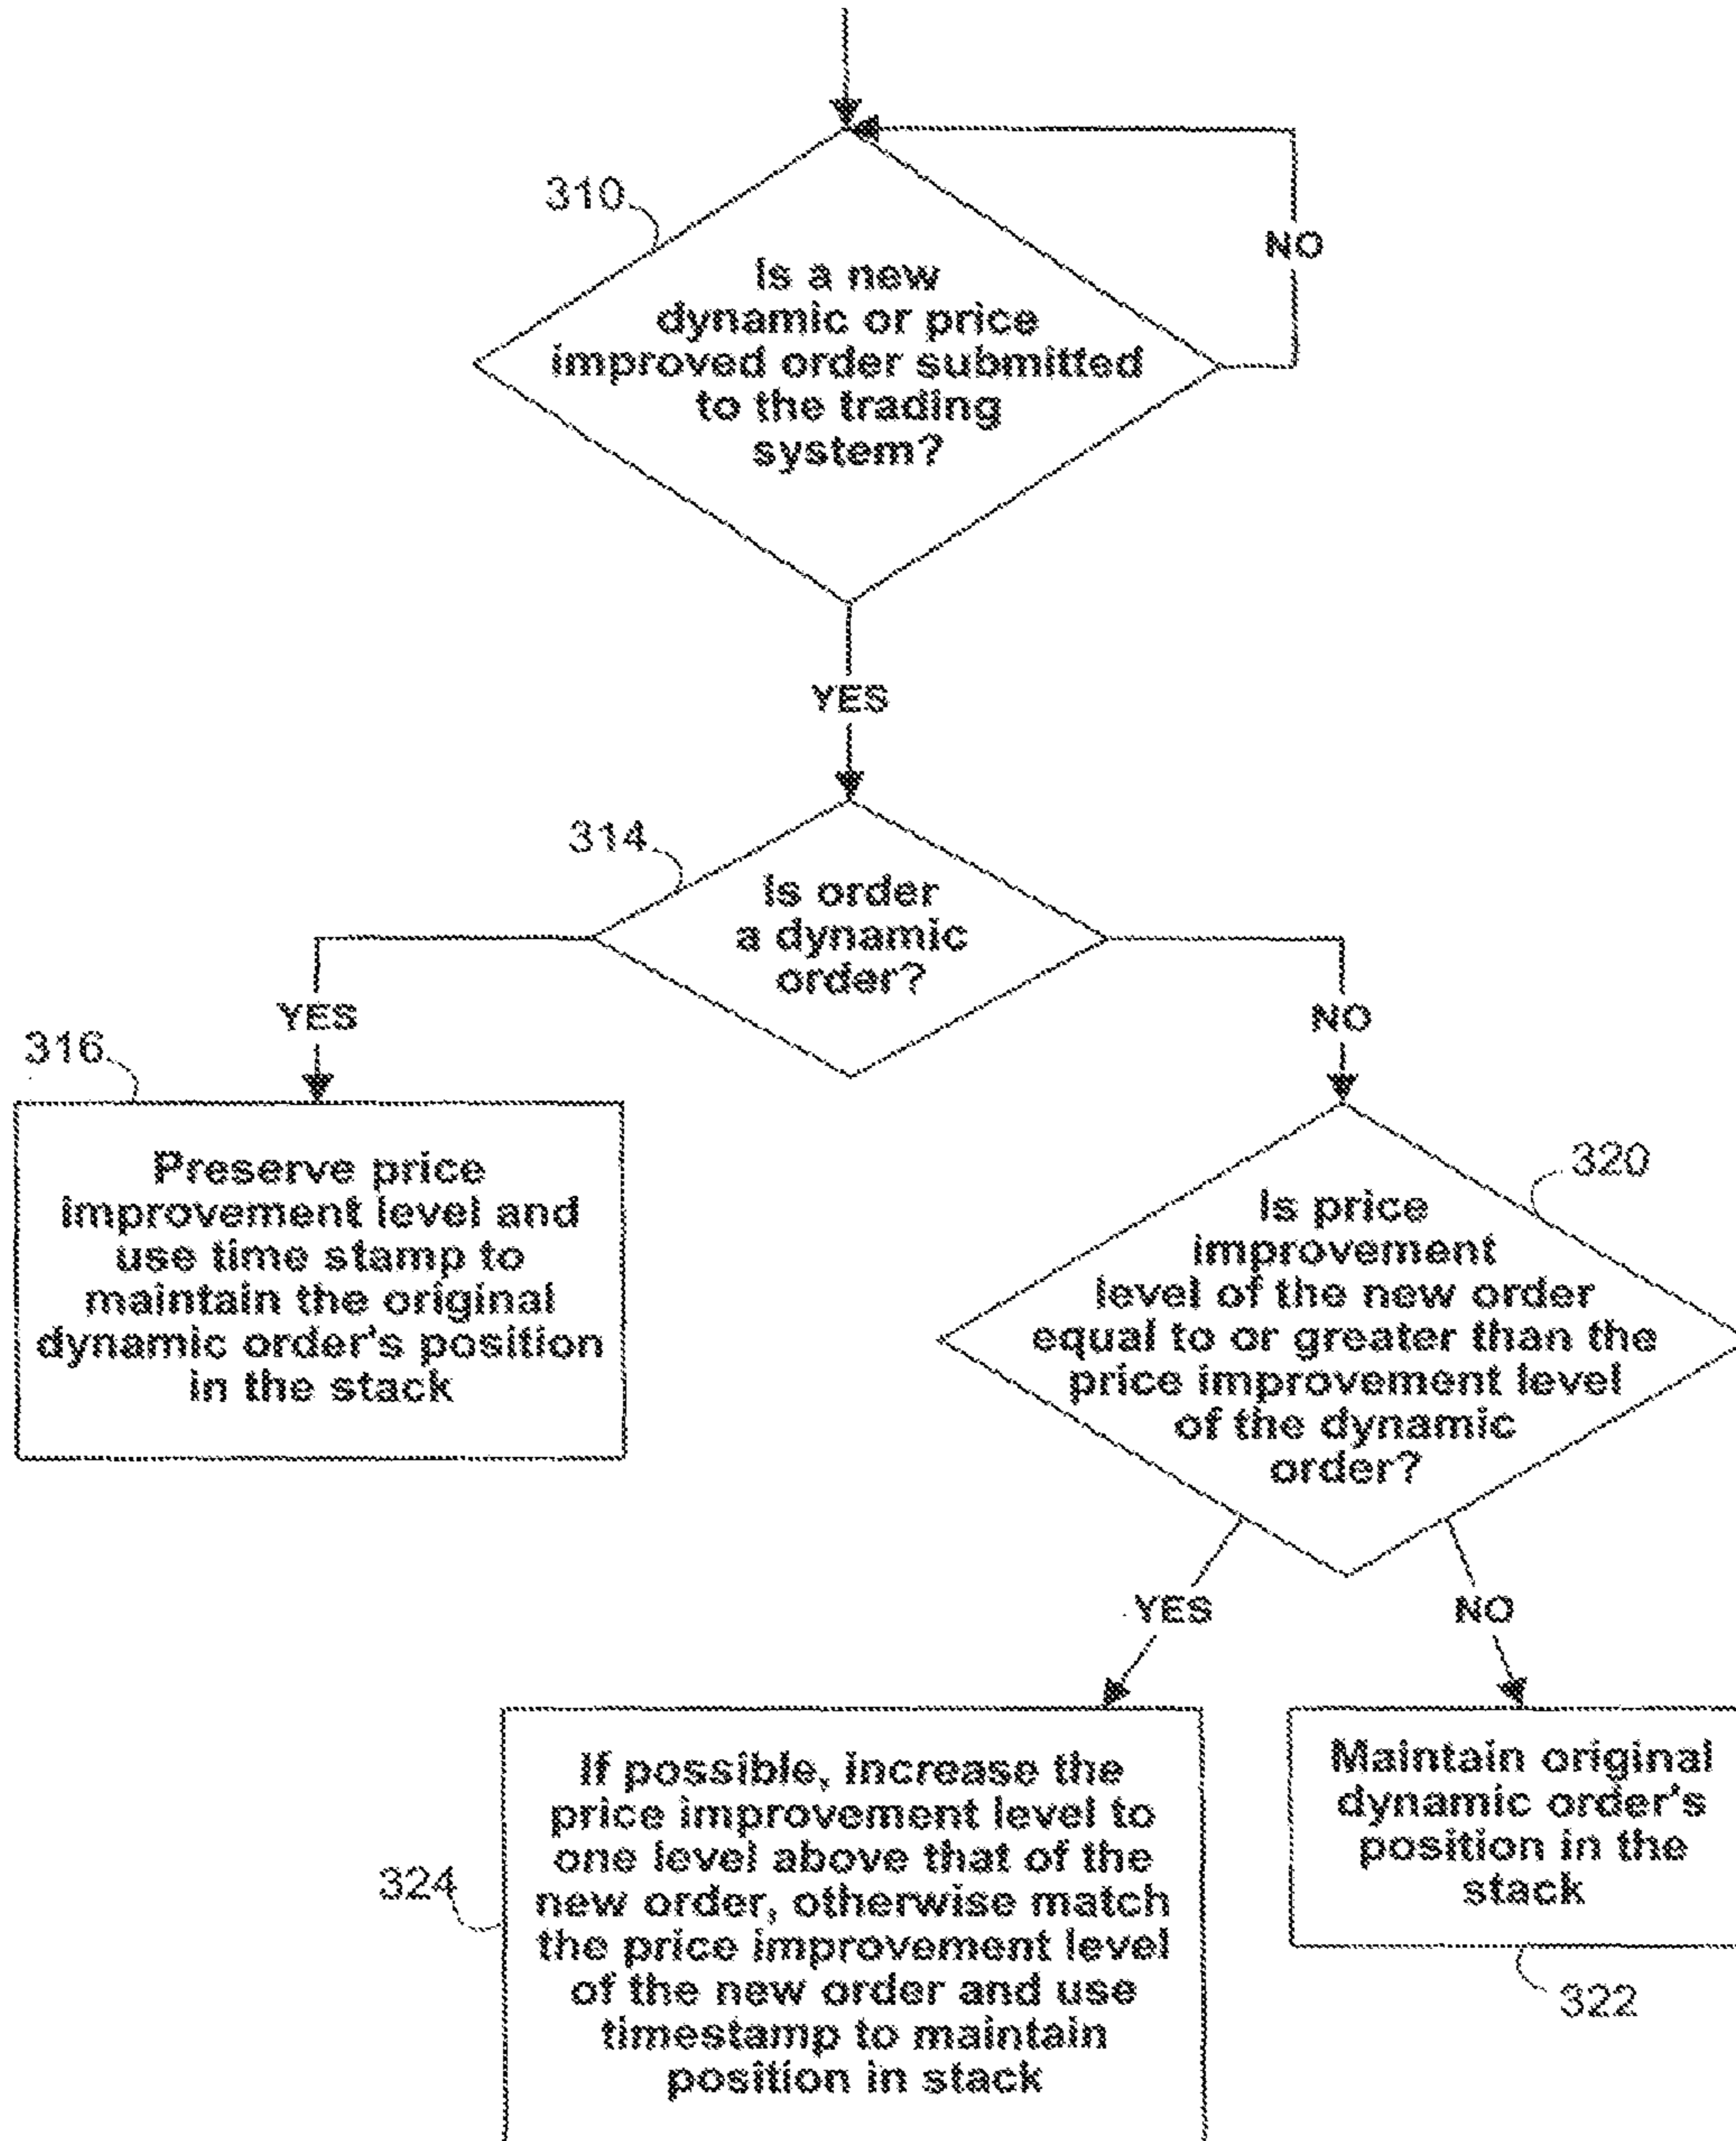 310
Is a new
dynamic or price
improved order submitted
to the trading
system?
NO
YES
314
Is order
a dynamic
order?
YES
NO
316
Preserve price
improvement level and
use time stamp to
maintain the original
dynamic order's position
in the stack
320
Is price
improvement
level of the new order
equal to or greater than the
price improvement level
of the dynamic
order?
YES
NO
324
If possible, increase the
price improvement level to
one level above that of the
new order, otherwise match
the price improvement level
of the new order and use
timestamp to maintain
position in stack
Maintain original
dynamic order's
position in the
stack
322